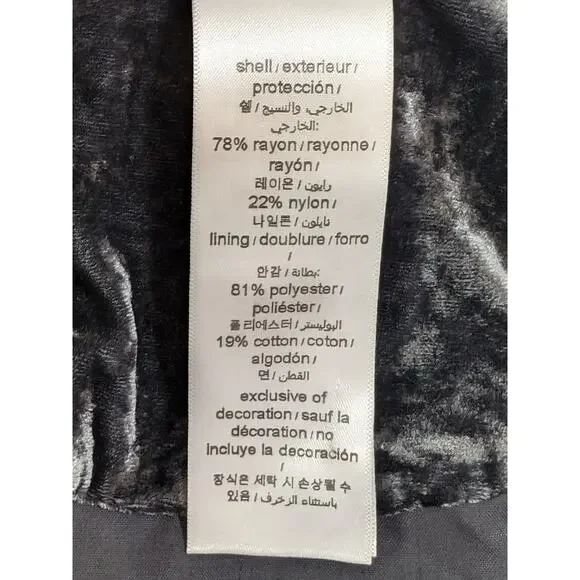 shell / exterieur /
protección /
쉘 / الخارجي، والنسيج
الخارجي:
78% rayon / rayonne /
rayón /
레이온 / رايون
22% nylon /
나일론 / نايلون
lining / doublure / forro
/
안감 / بطانة:
81% polyester /
poliéster /
폴리에스터 / البوليستر
19% cotton / coton /
algodón /
면 / القطن
exclusive of
decoration / sauf la
décoration / no
incluye la decoración
/
장식은 세탁 시 손상될 수
있음 / باستثناء الزخرف